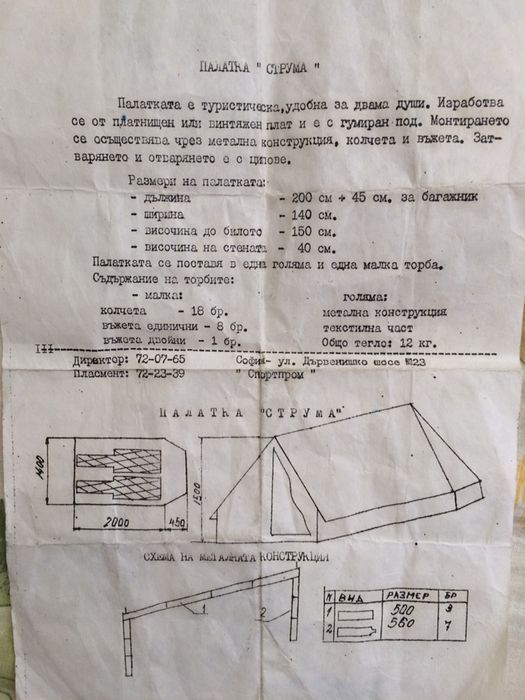 ПАЛАТКА " СТРУМА "
Палатката е туристическа,удобна за двама души. Изработва
се от платнищен или винтяжен плат и е с гумиран под. Монтирането
се осъществява чрез метална конструкция, колчета и въжета. Зат-
варянето и отварянето е с ципове.
Размери на палатката:
- дължина - 200 см + 45 см. за багажник
- ширина - 140 см.
- височина до билото - 150 см.
- височина на стената - 40 см.
Палатката се поставя в една голяма и една малка торба.
Съдържание на торбите:
- малка: голяма:
колчета - 18 бр. метална конструкция
въжета единични - 8 бр. текстилна част
въжета двойни - 1 бр. Общо тегло: 12 кг.
Директор: 72-07-65 София- ул. Дървенишко шосе №23
Пласмент: 72-23-39 " Спортпром "
ПАЛАТКА "СТРУМА"
1400
1500
2000
450
СХЕМА НА МЕТАЛНАТА КОНСТРУКЦИЯ
1
2
N ВИД РАЗМЕР БР
1 500 9
2 560 7